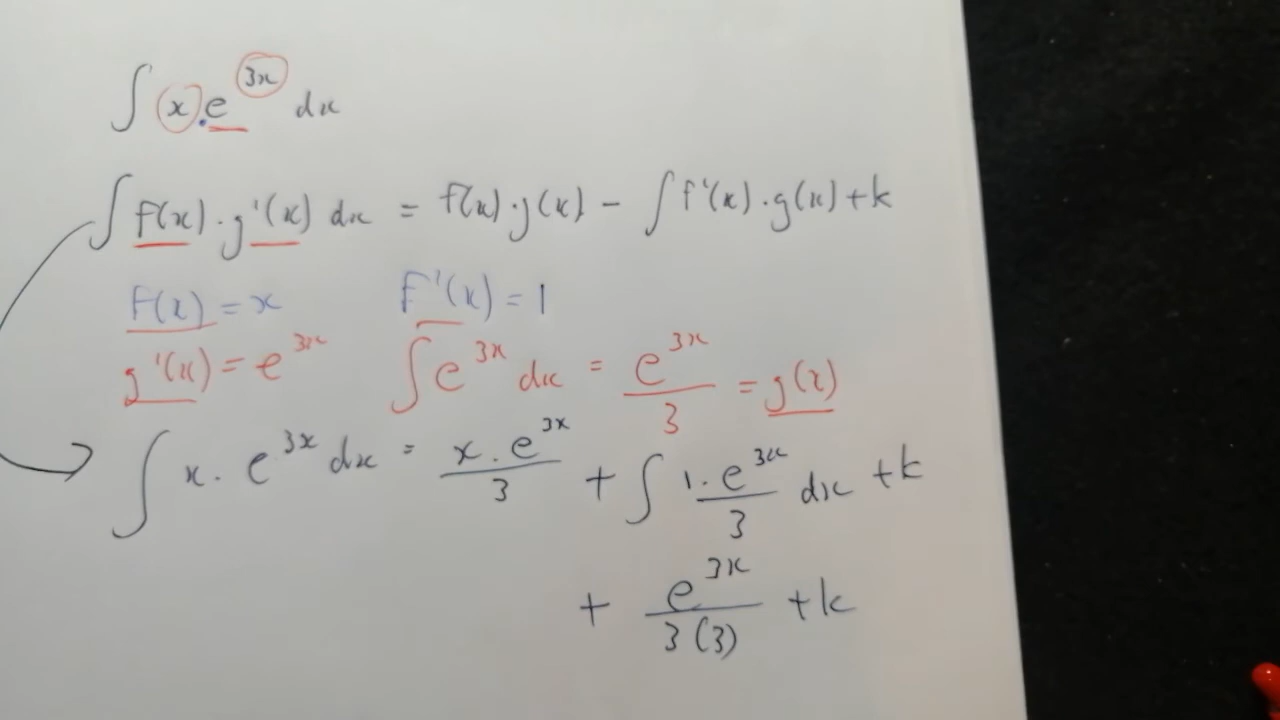 ∫ x.e^{3x} dx
∫ f(x) · g'(x) dx = f(x) · g(x) - ∫ f'(x) · g(x) + k
F(x) = x F'(x) = 1
g'(x) = e^{3x} ∫ e^{3x} dx = e^{3x}/3 = g(x)
∫ x · e^{3x} dx = x · e^{3x}/3 + ∫ 1 · e^{3x}/3 dx + k
+ e^{3x}/3(3) + k